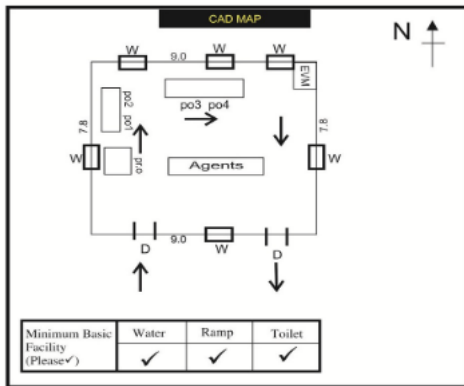 CAD MAP
N
W W W
9.0
EVM
po2
po1
po3 po4
7.8
7.8
W
pr.o
Agents
W
D
9.0
W
D
Minimum Basic Facility (Please✓) Water Ramp Toilet
✓ ✓ ✓